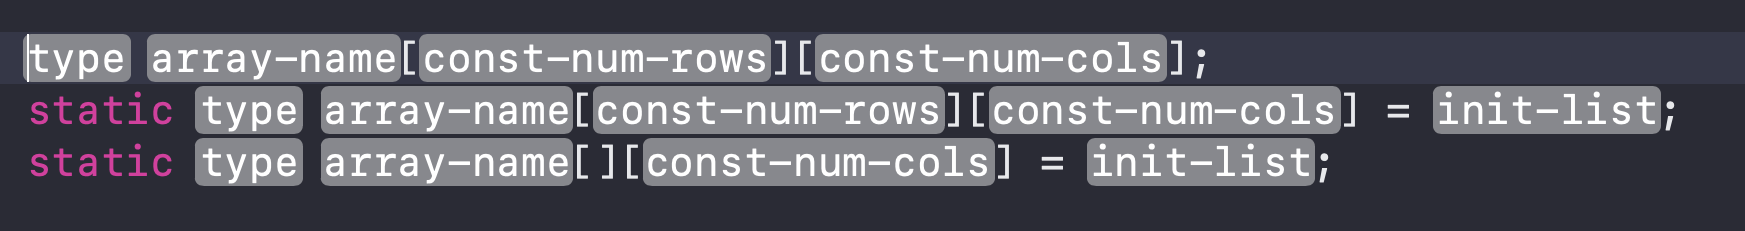 type array-name[const-num-rows][const-num-cols];
static type array-name[const-num-rows][const-num-cols] = init-list;
static type array-name[][const-num-cols] = init-list;